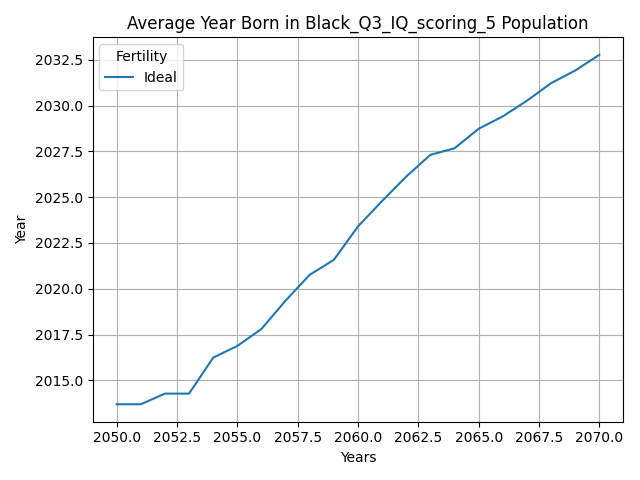 Average Year Born in Black_Q3_IQ_scoring_5 Population
Fertility
Ideal
Year
2032.5
2030.0
2027.5
2025.0
2022.5
2020.0
2017.5
2015.0
2050.0 2052.5 2055.0 2057.5 2060.0 2062.5 2065.0 2067.5 2070.0
Years